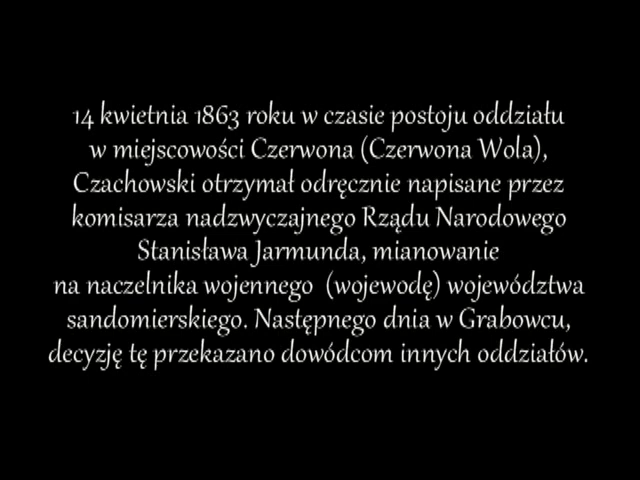 14 kwietnia 1863 roku w czasie postoju oddziału
w miejscowości Czerwona (Czerwona Wola),
Czachowski otrzymał odręcznie napisane przez
komisarza nadzwyczajnego Rządu Narodowego
Stanisława Jarmunda, mianowanie
na naczelnika wojennego (wojewodę) województwa
sandomierskiego. Następnego dnia w Grabowcu,
decyzję tę przekazano dowódcom innych oddziałów.